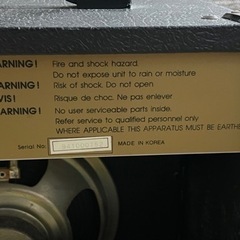 ARNING! Fire and shock hazard.
Do not expose unit to rain or moisture
ARNING! Risk of shock. Do not open
VIS! Risque de choc. Ne pas enlever
ARNING! No user serviceable parts inside.
Refer service to qualified personnel only
WHERE APPLICABLE THIS APPARATUS MUST BE EARTHE
Serial No. MADE IN KOREA